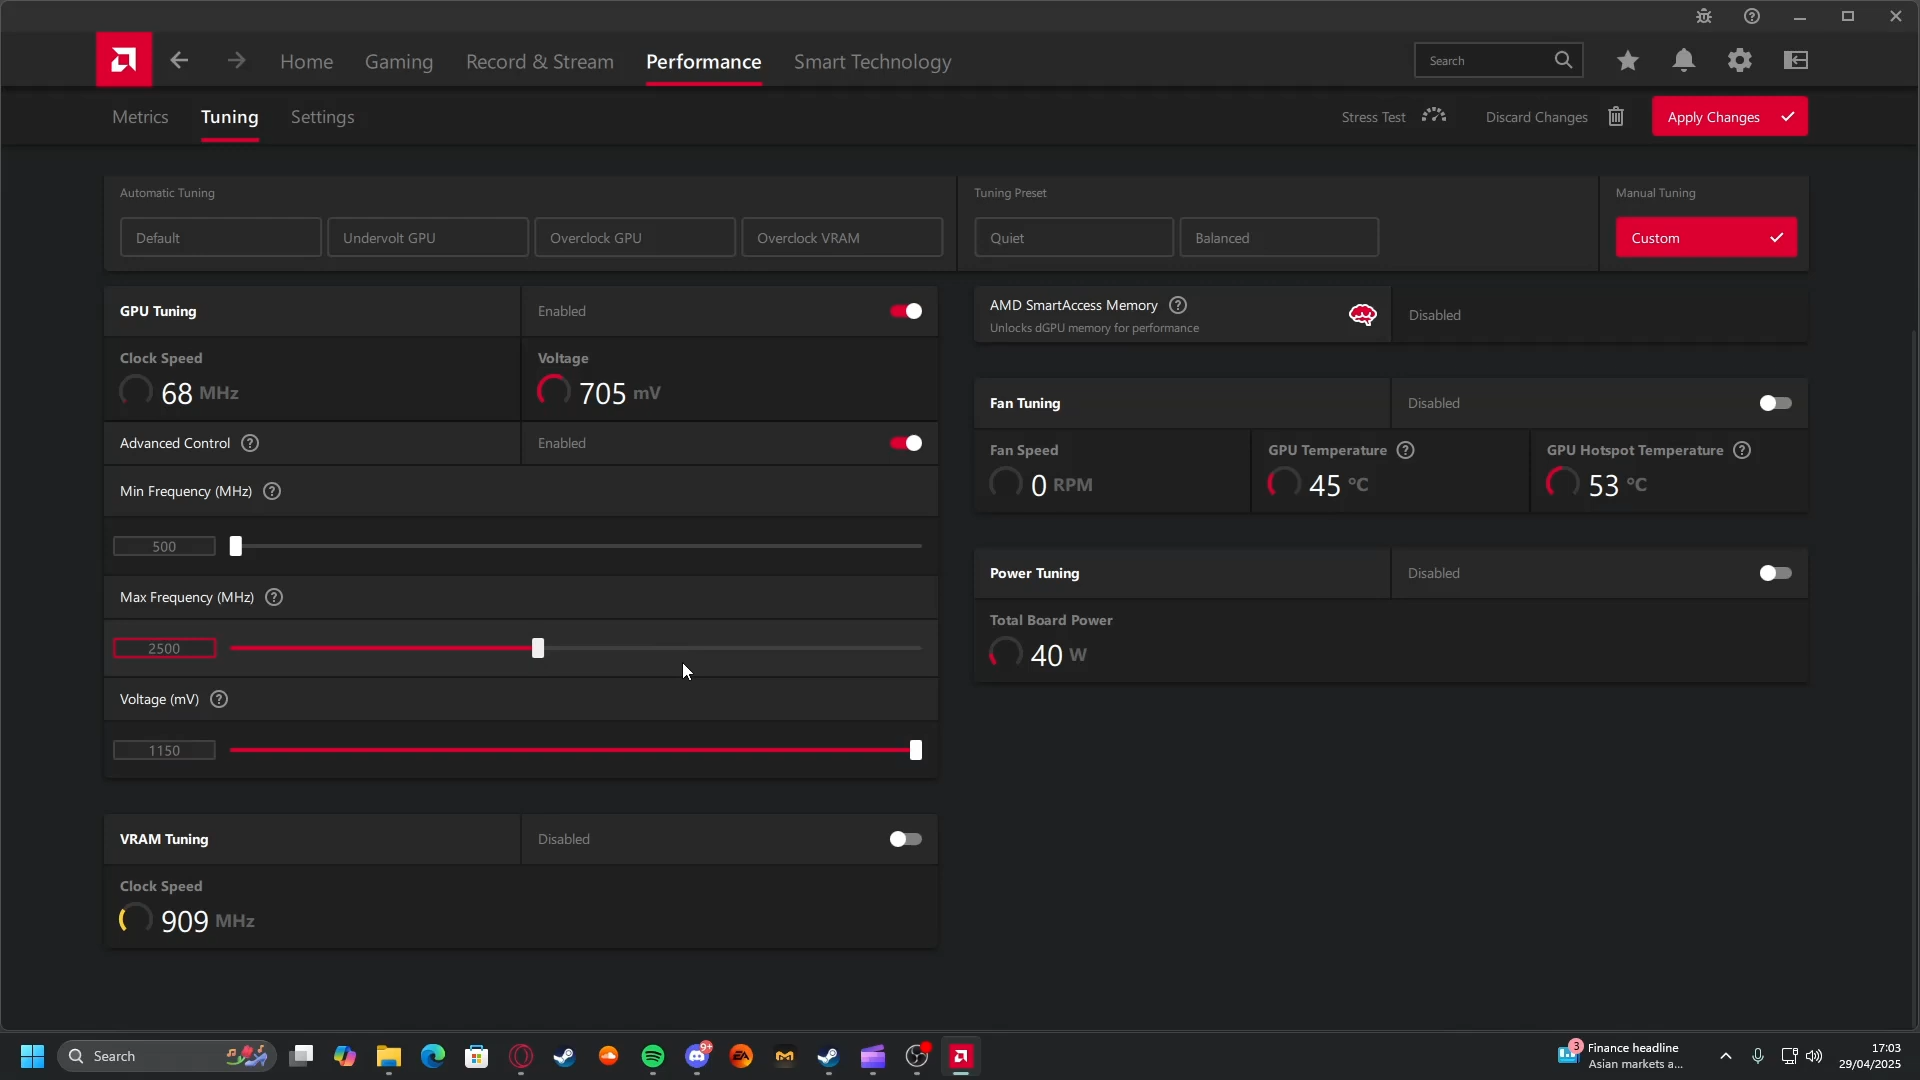 Home
Gaming
Record & Stream
Performance
Smart Technology
Search
Metrics
Tuning
Settings
Stress Test
Discard Changes
Apply Changes
Automatic Tuning
Default
Undervolt GPU
Overclock GPU
Overclock VRAM
Tuning Preset
Quiet
Balanced
Manual Tuning
Custom
GPU Tuning
Enabled
Clock Speed
68 MHz
Voltage
705 mV
Advanced Control
Enabled
Min Frequency (MHz)
500
Max Frequency (MHz)
2500
Voltage (mV)
1150
VRAM Tuning
Disabled
Clock Speed
909 MHz
AMD SmartAccess Memory
Unlocks dGPU memory for performance
Disabled
Fan Tuning
Disabled
Fan Speed
0 RPM
GPU Temperature
45 °C
GPU Hotspot Temperature
53 °C
Power Tuning
Disabled
Total Board Power
40 W
Search
9+
EA
3
Finance headline
Asian markets a...
17:03
29/04/2025